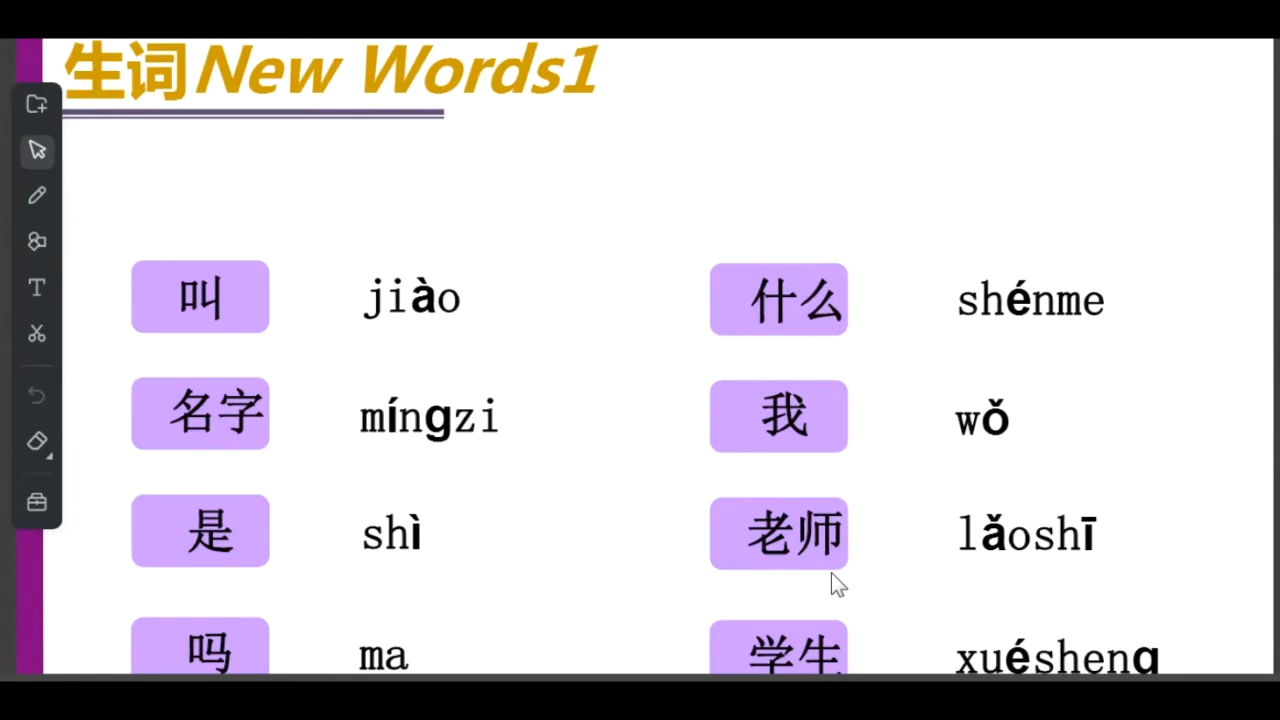 生词New Words1
叫 jiào 什么 shénme
名字 míngzi 我 wǒ
是 shì 老师 lǎoshī
吗 ma 学生 xuésheng